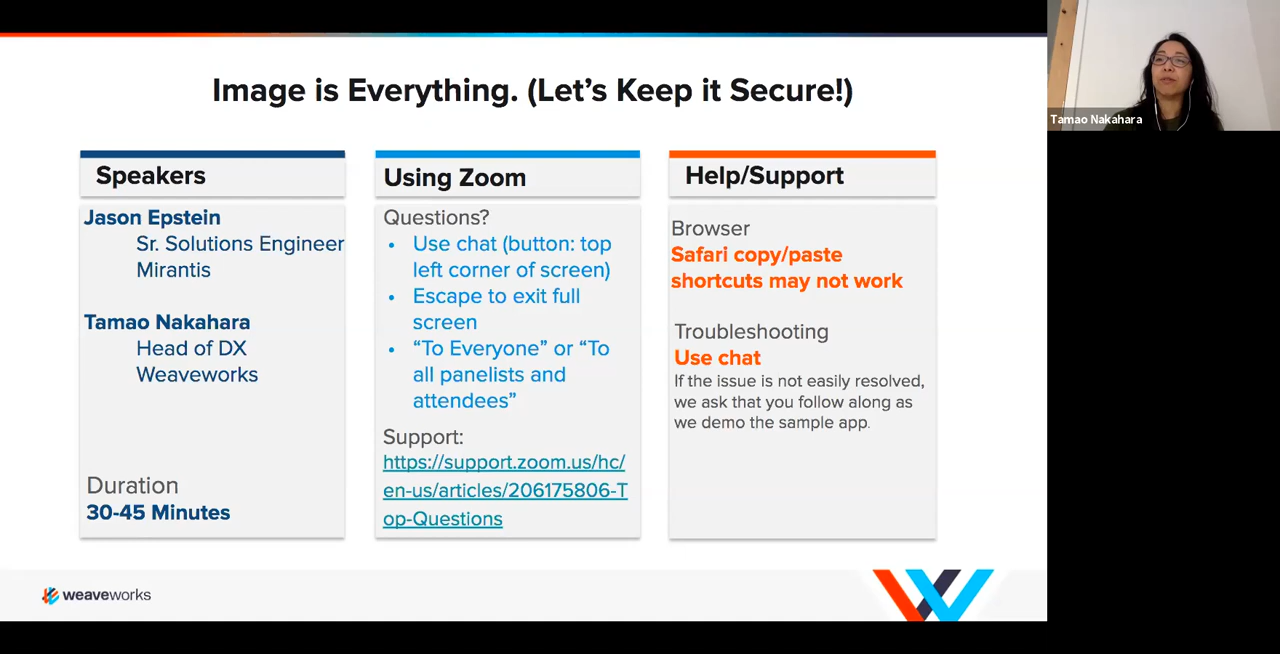 Image is Everything. (Let's Keep it Secure!)
Speakers
Jason Epstein
Sr. Solutions Engineer
Mirantis
Tamao Nakahara
Head of DX
Weaveworks
Duration
30-45 Minutes
Using Zoom
Questions?
• Use chat (button: top
left corner of screen)
• Escape to exit full
screen
• “To Everyone” or “To
all panelists and
attendees”
Support:
https://support.zoom.us/hc/
en-us/articles/206175806-T
op-Questions
Help/Support
Browser
Safari copy/paste
shortcuts may not work
Troubleshooting
Use chat
If the issue is not easily resolved,
we ask that you follow along as
we demo the sample app.
weaveworks
Tamao Nakahara